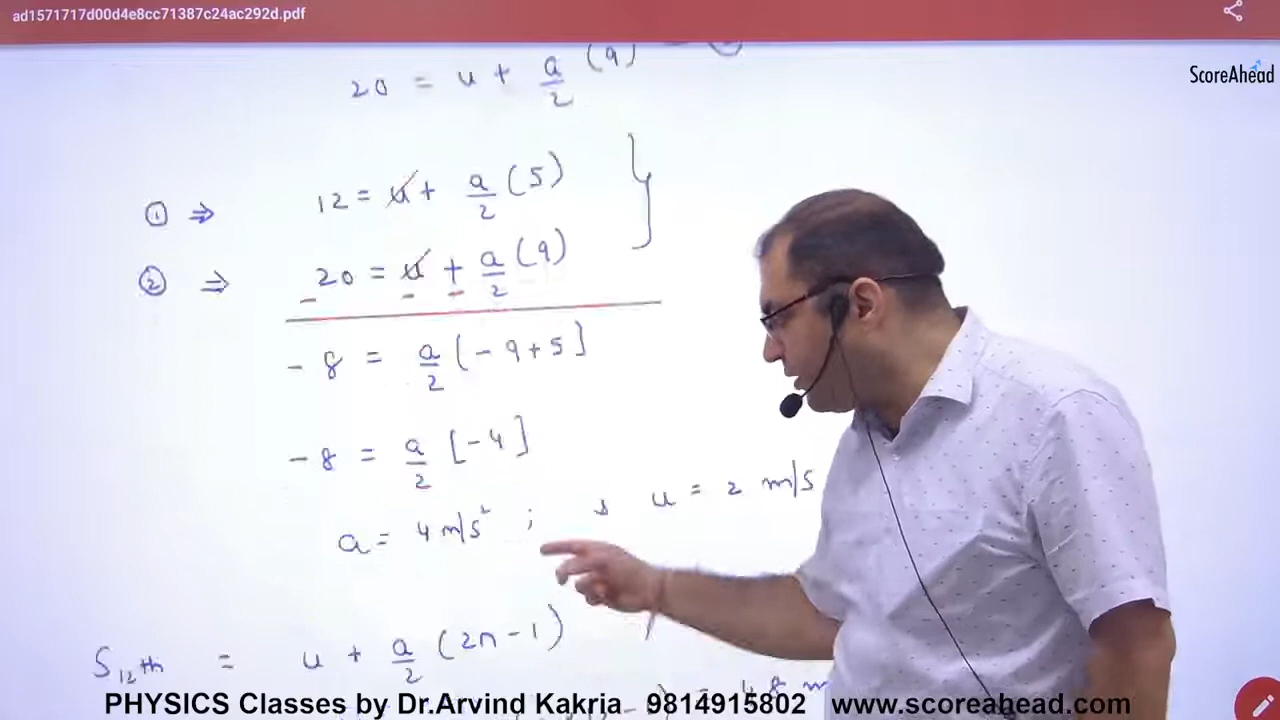 ad1571717d00d4e8cc71387c24ac292d.pdf
ScoreAhead
20 = u + a/2 (9)
① ⇒ 12 = u + a/2 (5)
② ⇒ 20 = u + a/2 (9)
- - -
- 8 = a/2 [- 9 + 5]
- 8 = a/2 [- 4]
a = 4 m/s² ; u = 2 m/s
S12th = u + a/2 (2n - 1)
= 48 m
PHYSICS Classes by Dr.Arvind Kakria 9814915802 www.scoreahead.com